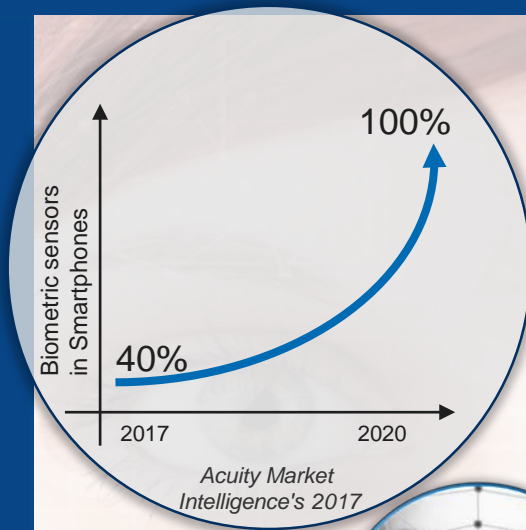 100%
Biometric sensors
in Smartphones
40%
2017
2020
Acuity Market
Intelligence's 2017